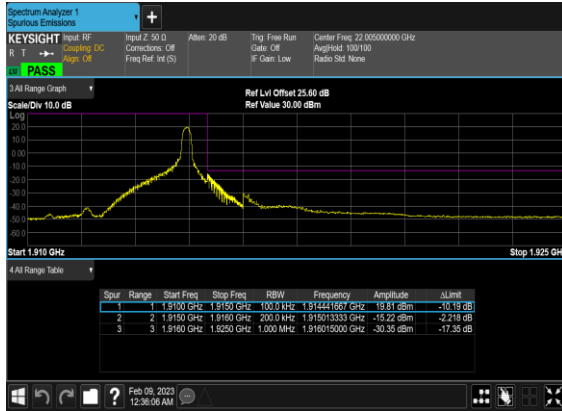 Spectrum Analyzer 1
Spurious Emissions
+
KEYSIGHT Input: RF Input Z: 50 Ω Atten: 20 dB Trig: Free Run Center Freq: 22.005000000 GHz
R T Coupling: DC Corrections: Off Gate: Off Avg|Hold: 100/100
Align: Off Freq Ref: Int (S) IF Gain: Low Radio Std: None
PASS
3 All Range Graph
Ref Lvl Offset 25.60 dB
Scale/Div 10.0 dB Ref Value 30.00 dBm
Log
20.0
10.0
0.00
-10.0
-20.0
-30.0
-40.0
-50.0
-60.0
Start 1.910 GHz Stop 1.925 GH
4 All Range Table
Spur Range Start Freq Stop Freq RBW Frequency Amplitude ΔLimit
1 1 1.9100 GHz 1.9150 GHz 100.0 kHz 1.914441667 GHz 19.81 dBm -10.19 dB
2 2 1.9150 GHz 1.9160 GHz 200.0 kHz 1.915013333 GHz -15.22 dBm -2.218 dB
3 3 1.9160 GHz 1.9250 GHz 1.000 MHz 1.916015000 GHz -30.35 dBm -17.35 dB
? Feb 09, 2023
12:36:06 AM